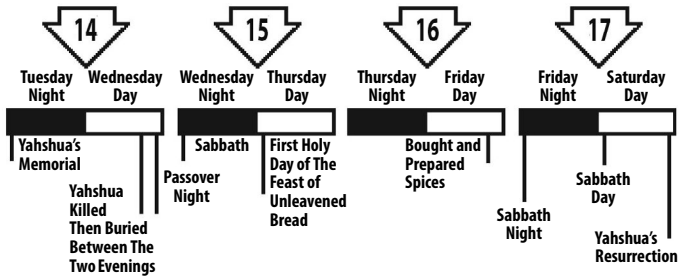 14
15
16
17
Tuesday Night
Wednesday Day
Wednesday Night
Thursday Day
Thursday Night
Friday Day
Friday Night
Saturday Day
Yahshua's
Memorial
Yahshua
Killed
Then Buried
Between The
Two Evenings
Passover
Night
Sabbath
First Holy
Day of The
Feast of
Unleavened
Bread
Bought and
Prepared
Spices
Sabbath
Night
Sabbath
Day
Yahshua's
Resurrection